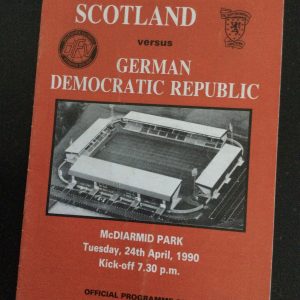 SCOTLAND
versus
GERMAN
DEMOCRATIC REPUBLIC
McDIARMID PARK
Tuesday, 24th April, 1990
Kick-off 7.30 p.m.
OFFICIAL PROGRAMME